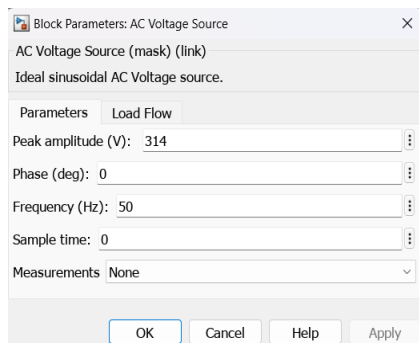 Block Parameters: AC Voltage Source
AC Voltage Source (mask) (link)
Ideal sinusoidal AC Voltage source.
Parameters Load Flow
Peak amplitude (V): 314
Phase (deg): 0
Frequency (Hz): 50
Sample time: 0
Measurements None
OK Cancel Help Apply